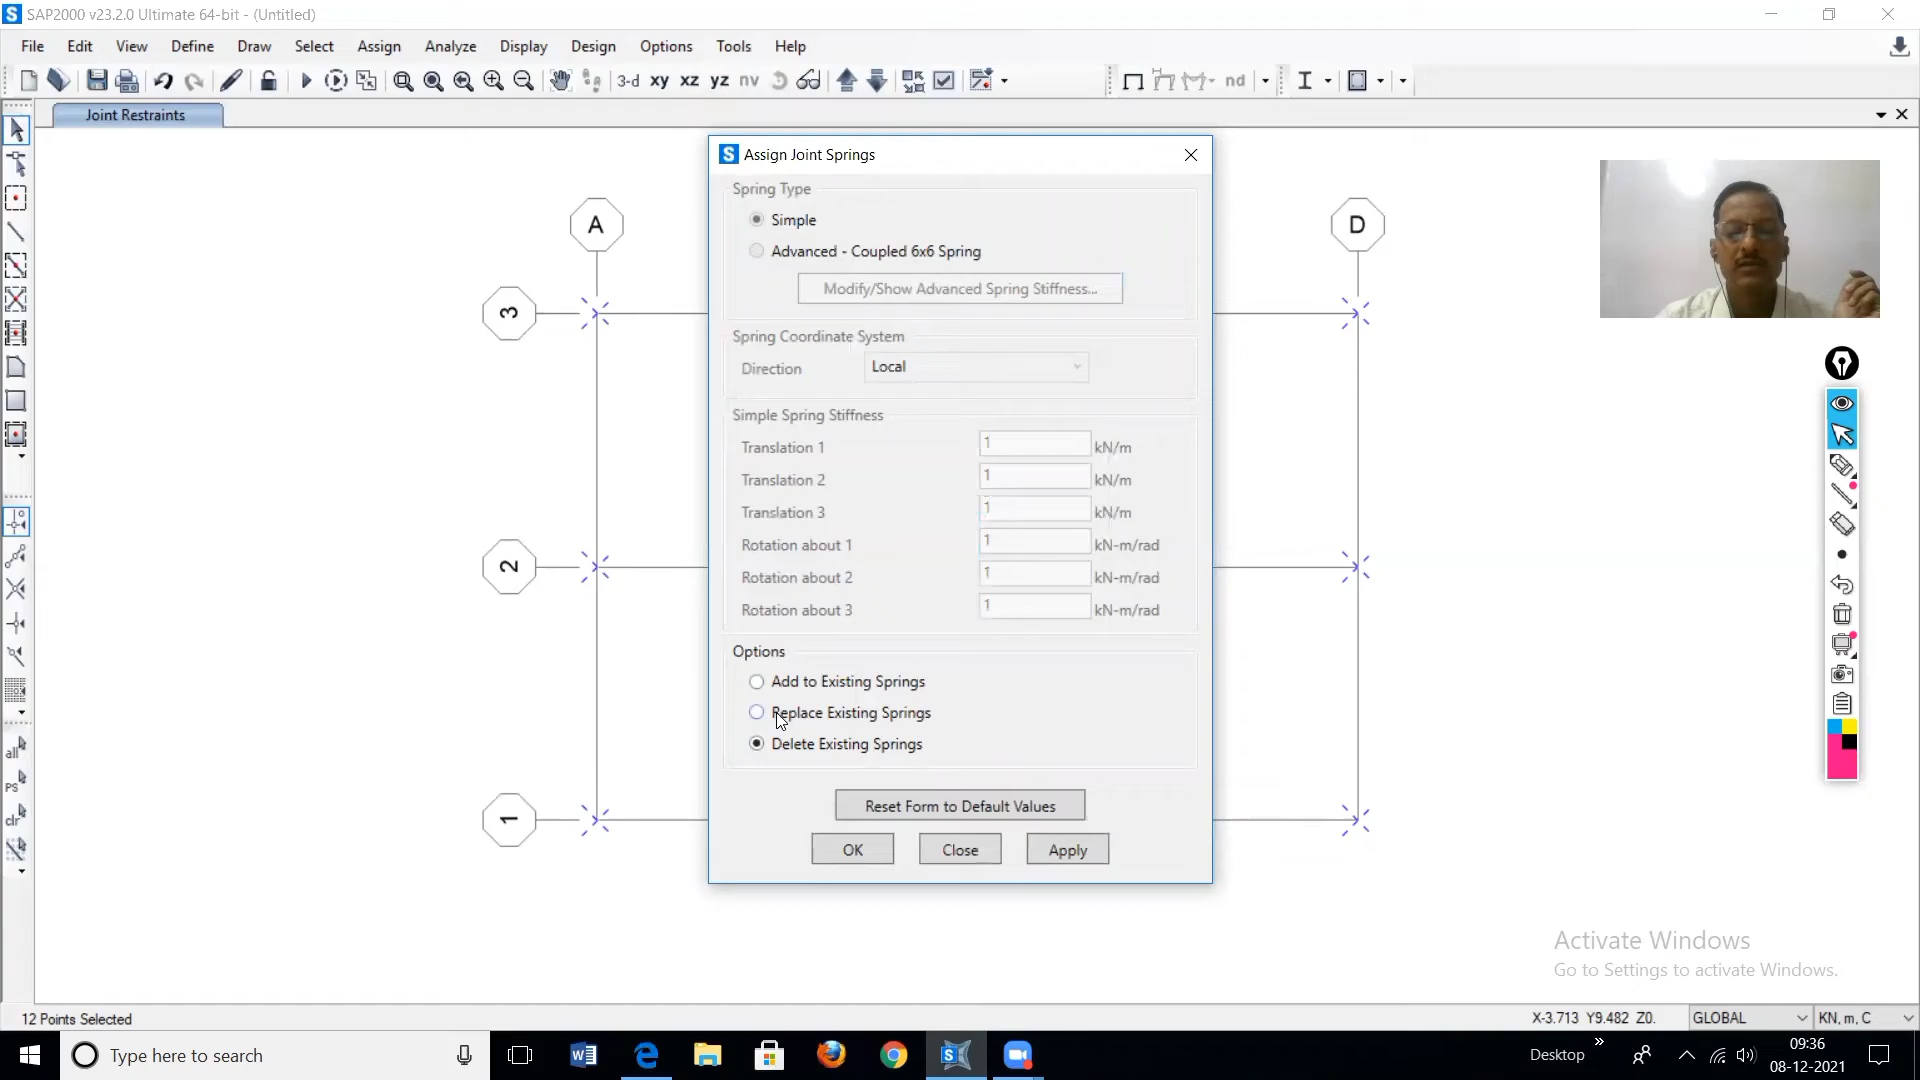 SAP2000 v23.2.0 Ultimate 64-bit - (Untitled)
File Edit View Define Draw Select Assign Analyze Display Design Options Tools Help
3-d xy xz yz nv nd
Joint Restraints
Assign Joint Springs
Spring Type
Simple
Advanced - Coupled 6x6 Spring
Modify/Show Advanced Spring Stiffness...
Spring Coordinate System
Direction Local
Simple Spring Stiffness
Translation 1 1 kN/m
Translation 2 1 kN/m
Translation 3 1 kN/m
Rotation about 1 1 kN-m/rad
Rotation about 2 1 kN-m/rad
Rotation about 3 1 kN-m/rad
Options
Add to Existing Springs
Replace Existing Springs
Delete Existing Springs
Reset Form to Default Values
OK Close Apply
A
D
3
2
1
all
PS
clr
Activate Windows
Go to Settings to activate Windows.
12 Points Selected
X-3.713 Y9.482 Z0.
GLOBAL
KN, m, C
Type here to search
Desktop
09:36
08-12-2021